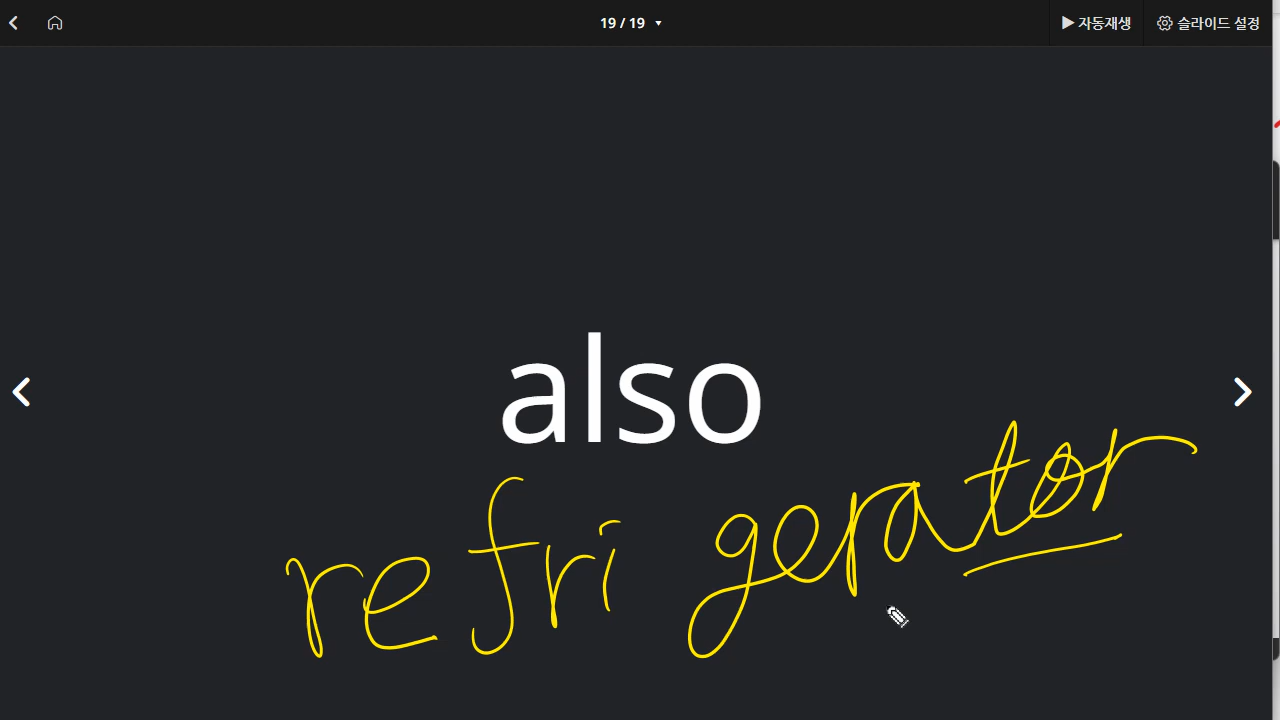 19 / 19
자동재생
슬라이드 설정
also
refri gerator